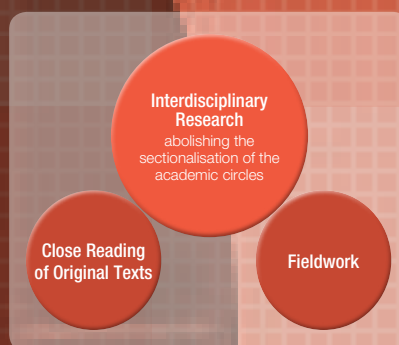 Interdisciplinary
Research
abolishing the
sectionalisation of the
academic circles
Close Reading
of Original Texts
Fieldwork